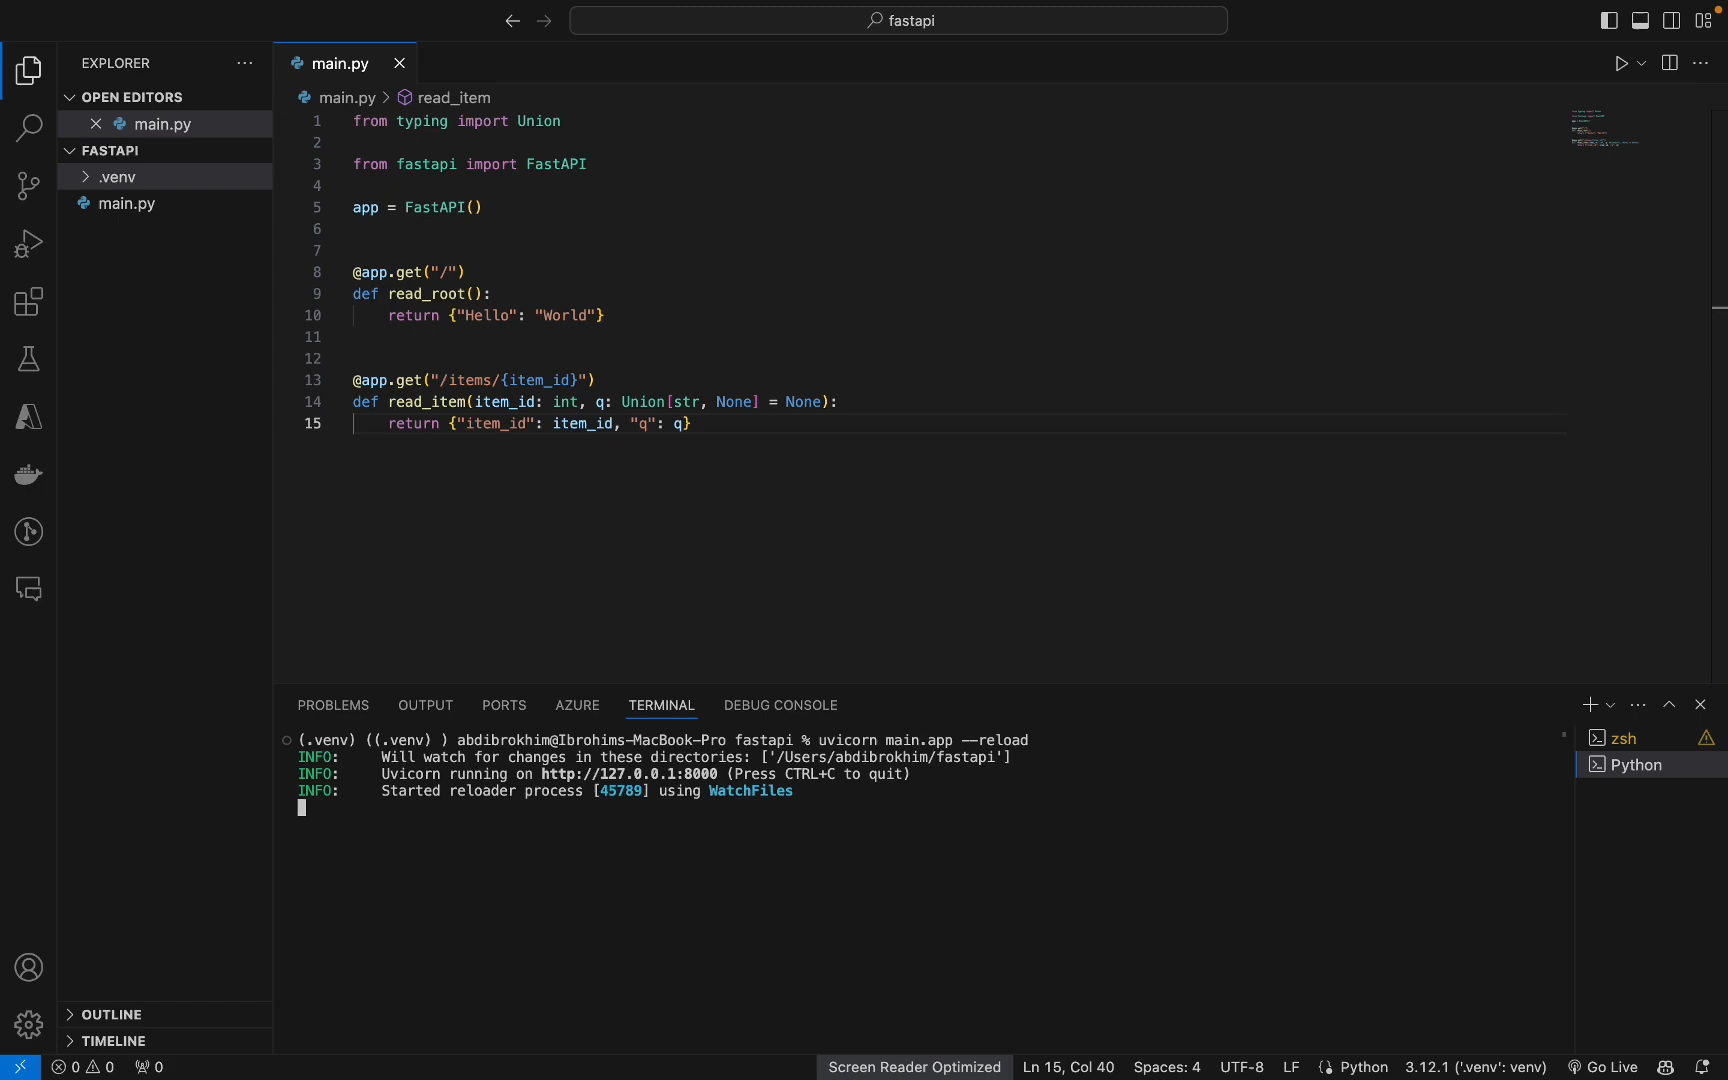 fastapi
EXPLORER
OPEN EDITORS
main.py
FASTAPI
.venv
main.py
main.py
main.py > read_item
1 from typing import Union
2
3 from fastapi import FastAPI
4
5 app = FastAPI()
6
7
8 @app.get("/")
9 def read_root():
10 return {"Hello": "World"}
11
12
13 @app.get("/items/{item_id}")
14 def read_item(item_id: int, q: Union[str, None] = None):
15 return {"item_id": item_id, "q": q}
PROBLEMS OUTPUT PORTS AZURE TERMINAL DEBUG CONSOLE
(.venv) ((.venv) ) abdibrokhim@Ibrohims-MacBook-Pro fastapi % uvicorn main.app --reload
INFO: Will watch for changes in these directories: ['/Users/abdibrokhim/fastapi']
INFO: Uvicorn running on http://127.0.0.1:8000 (Press CTRL+C to quit)
INFO: Started reloader process [45789] using WatchFiles
zsh
Python
OUTLINE
TIMELINE
0 0 0 Screen Reader Optimized Ln 15, Col 40 Spaces: 4 UTF-8 LF Python 3.12.1 ('.venv': venv) Go Live